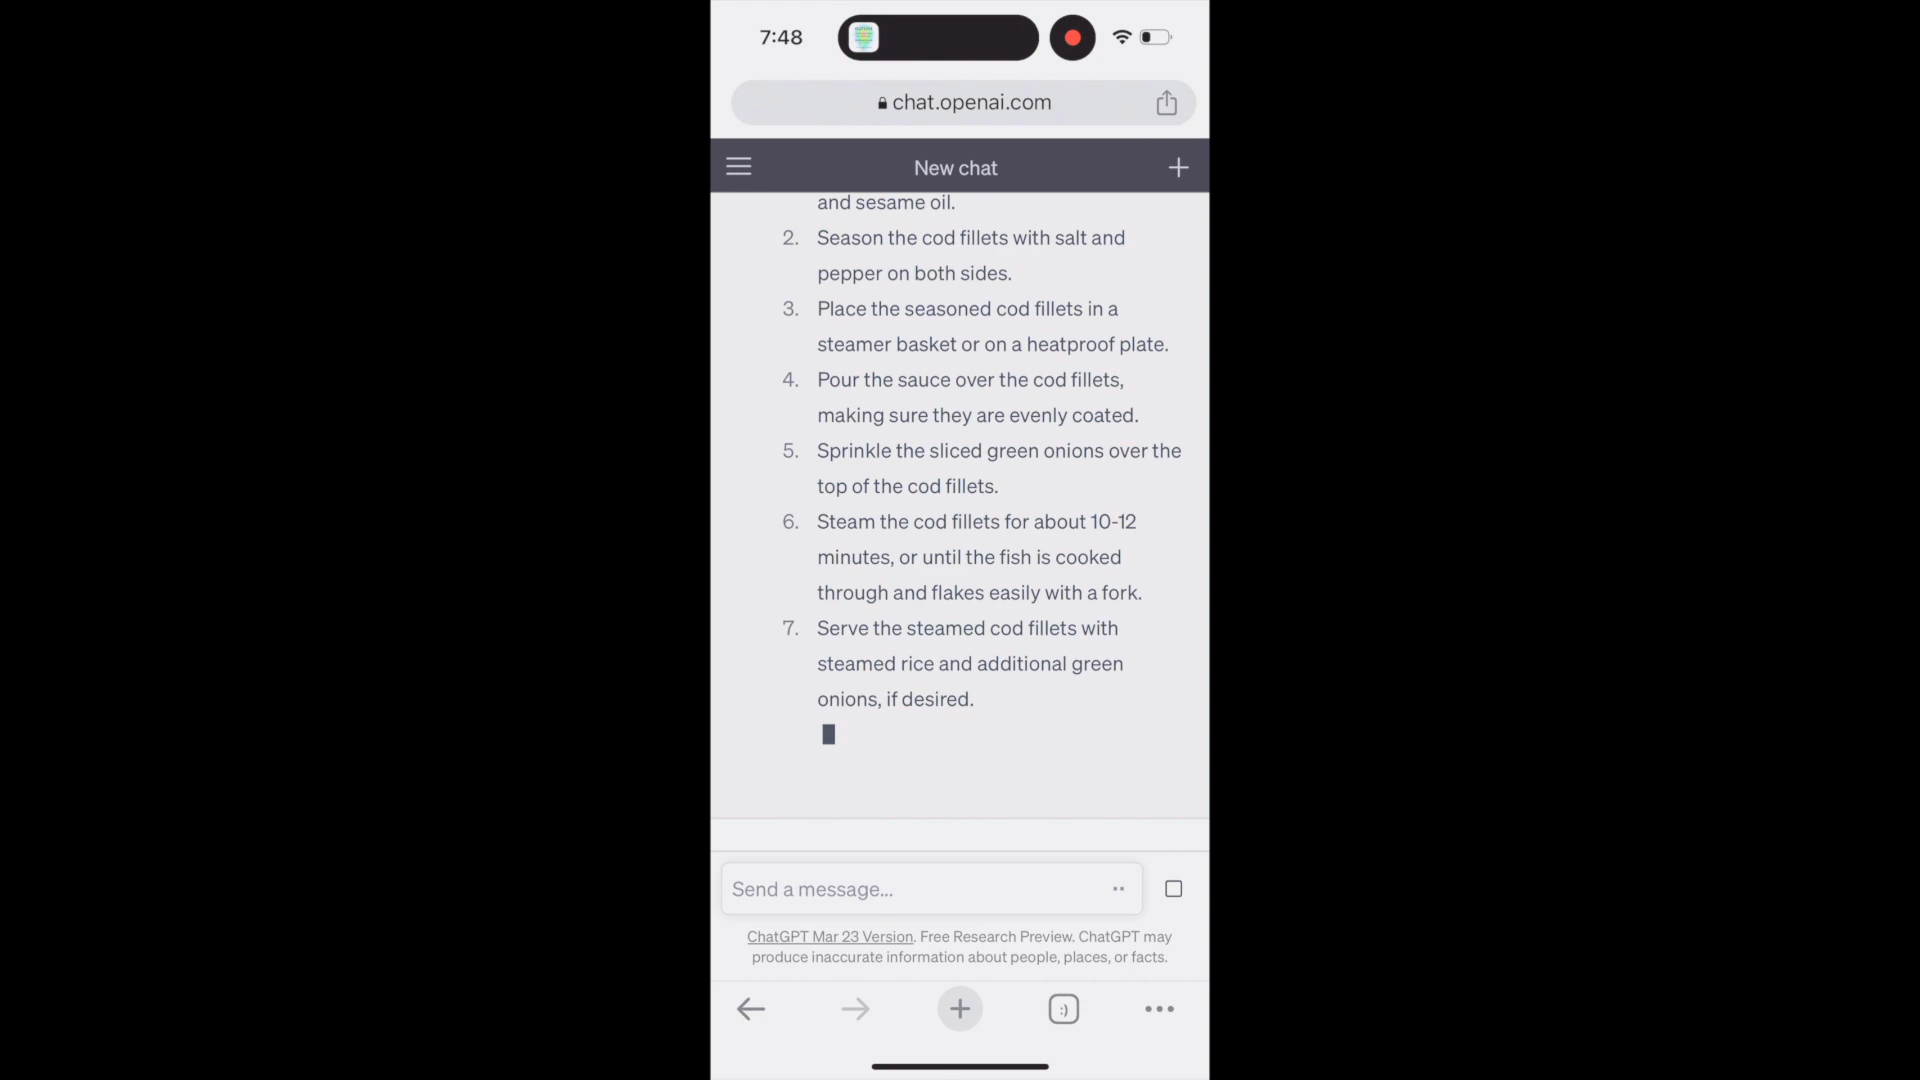 7:48
chat.openai.com
New chat
and sesame oil.
2. Season the cod fillets with salt and
pepper on both sides.
3. Place the seasoned cod fillets in a
steamer basket or on a heatproof plate.
4. Pour the sauce over the cod fillets,
making sure they are evenly coated.
5. Sprinkle the sliced green onions over the
top of the cod fillets.
6. Steam the cod fillets for about 10-12
minutes, or until the fish is cooked
through and flakes easily with a fork.
7. Serve the steamed cod fillets with
steamed rice and additional green
onions, if desired.
Send a message...
ChatGPT Mar 23 Version. Free Research Preview. ChatGPT may
produce inaccurate information about people, places, or facts.
:)